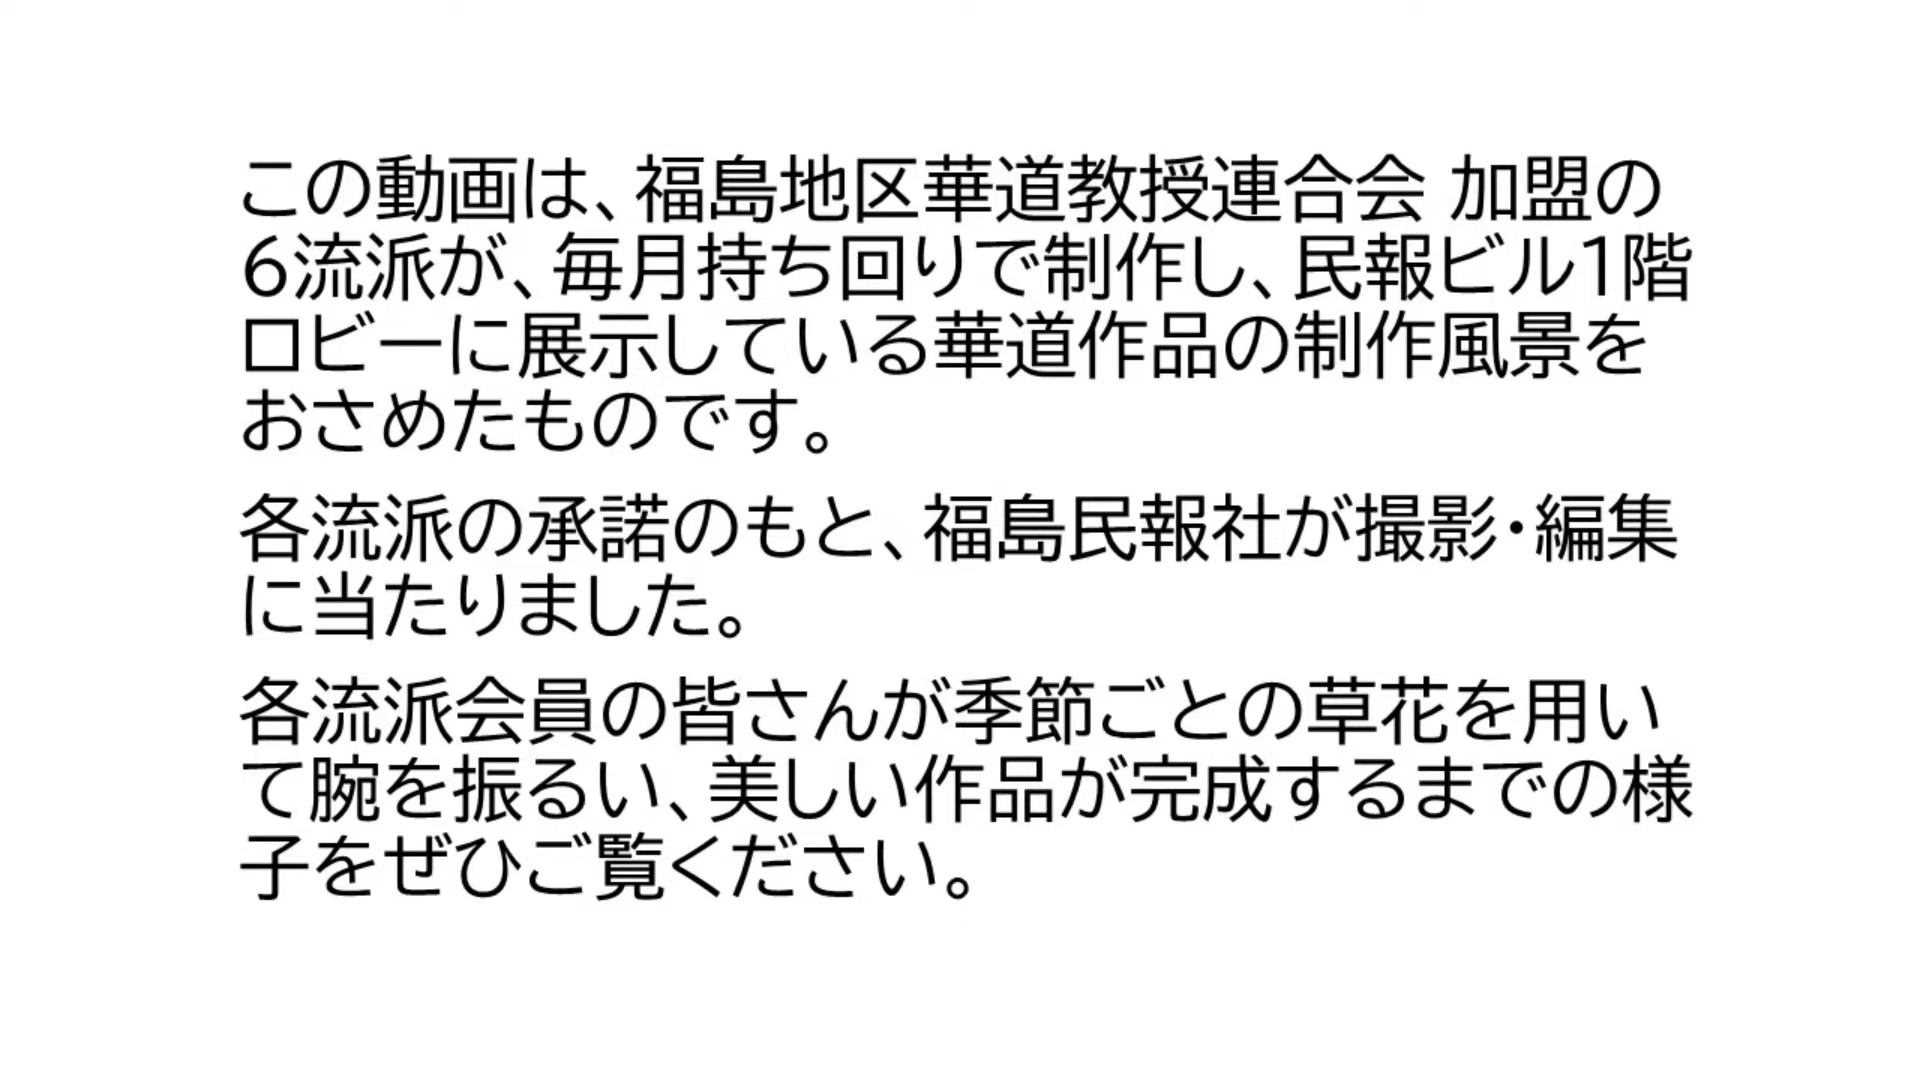 この動画は、福島地区華道教授連合会 加盟の
6流派が、毎月持ち回りで制作し、民報ビル1階
ロビーに展示している華道作品の制作風景を
おさめたものです。
各流派の承諾のもと、福島民報社が撮影・編集
に当たりました。
各流派会員の皆さんが季節ごとの草花を用い
て腕を振るい、美しい作品が完成するまでの様
子をぜひご覧ください。